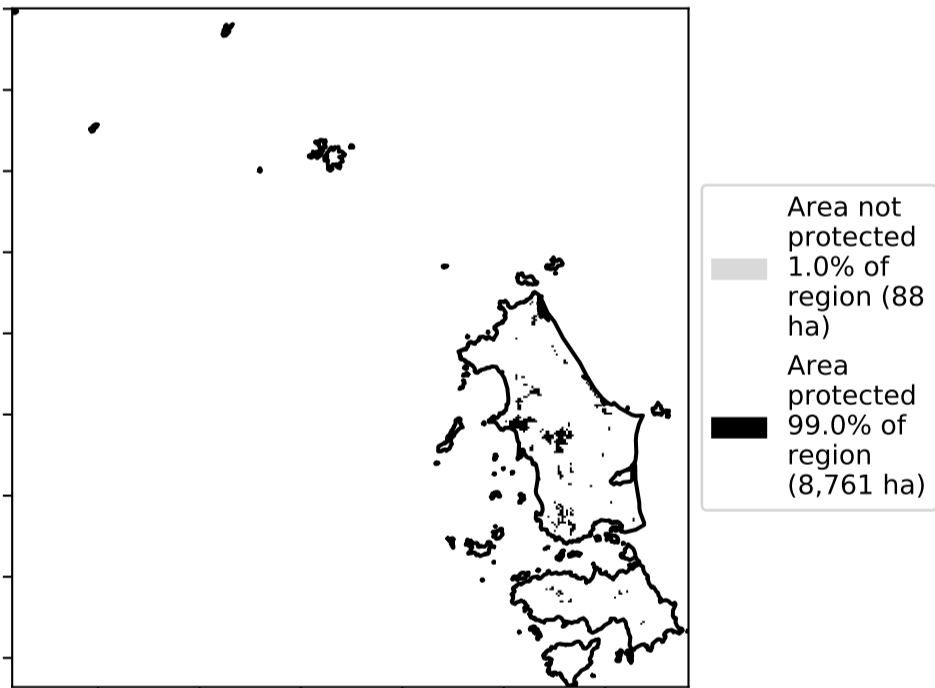 Area not
protected
1.0% of
region (88
ha)
Area
protected
99.0% of
region
(8,761 ha)